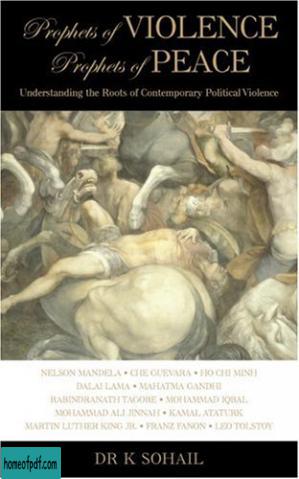 Prophets of VIOLENCE
Prophets of PEACE
Understanding the Roots of Contemporary Political Violence
NELSON MANDELA • CHE GUEVARA • HO CHI MINH
DALAI LAMA • MAHATMA GANDHI
RABINDRANATH TAGORE • MOHAMMAD IQBAL
MOHAMMAD ALI JINNAH • KAMAL ATATURK
MARTIN LUTHER KING JR. • FRANZ FANON • LEO TOLSTOY
DR K SOHAIL
homeofpdf.com